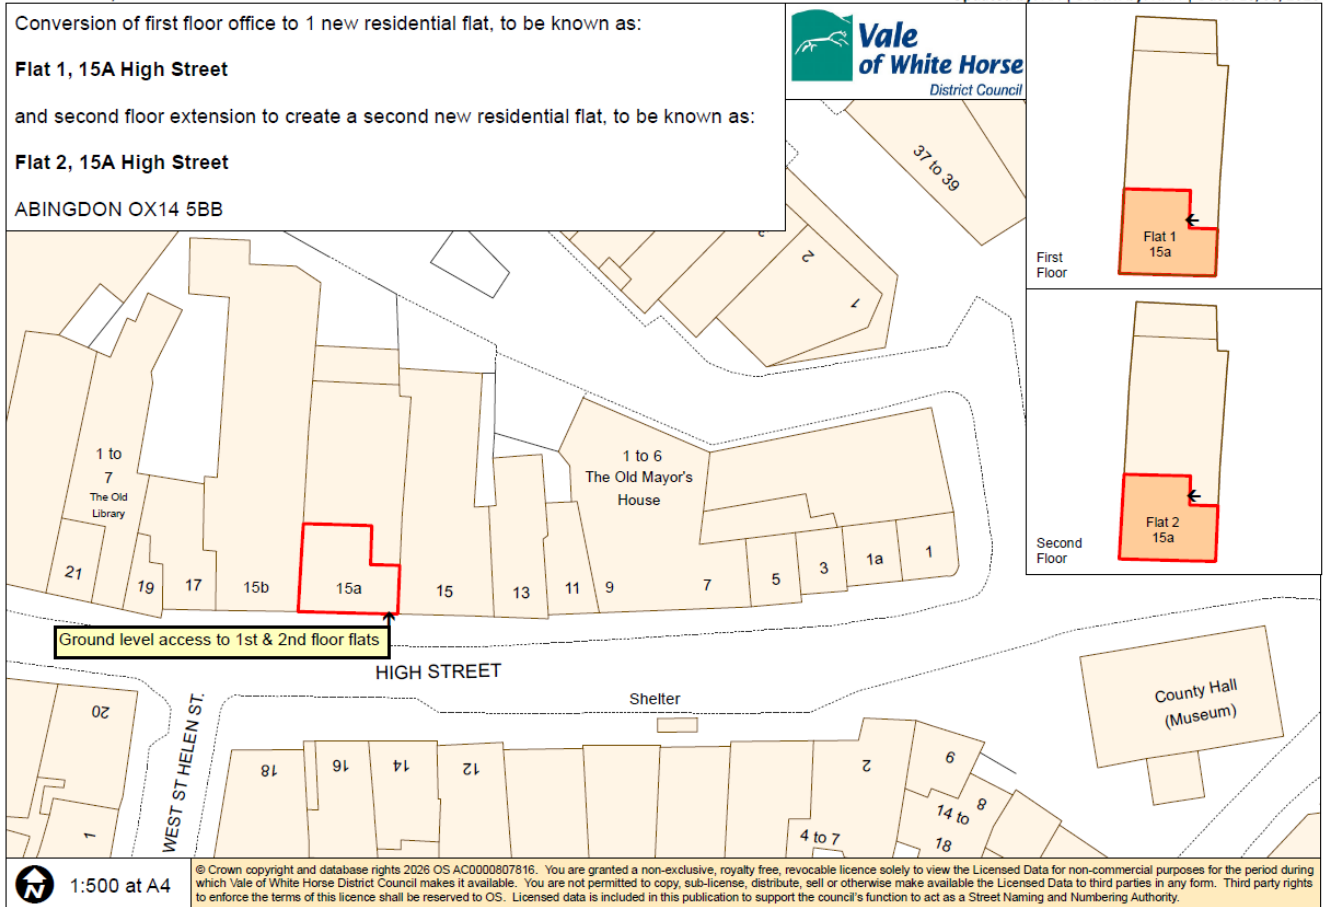 Conversion of first floor office to 1 new residential flat, to be known as:
Flat 1, 15A High Street
and second floor extension to create a second new residential flat, to be known as:
Flat 2, 15A High Street
ABINGDON OX14 5BB
Vale
of White Horse
District Council
37 to 39
3
2
1
Flat 1
15a
First
Floor
Flat 2
15a
Second
Floor
1 to
7
The Old
Library
1 to 6
The Old Mayor's
House
21
19
17
15b
15a
15
13
11
9
7
5
3
1a
1
Ground level access to 1st & 2nd floor flats
HIGH STREET
Shelter
County Hall
(Museum)
WEST ST HELEN ST.
20
1
18
16
14
12
2
6
8
14 to
18
4 to 7
N
1:500 at A4
© Crown copyright and database rights 2026 OS AC0000807816. You are granted a non-exclusive, royalty free, revocable licence solely to view the Licensed Data for non-commercial purposes for the period during
which Vale of White Horse District Council makes it available. You are not permitted to copy, sub-license, distribute, sell or otherwise make available the Licensed Data to third parties in any form. Third party rights
to enforce the terms of this licence shall be reserved to OS. Licensed data is included in this publication to support the council's function to act as a Street Naming and Numbering Authority.